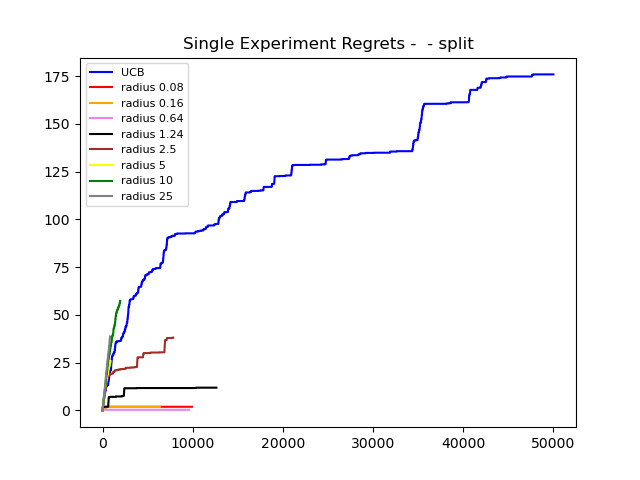 Single Experiment Regrets -  - split
UCB
radius 0.08
radius 0.16
radius 0.64
radius 1.24
radius 2.5
radius 5
radius 10
radius 25
175
150
125
100
75
50
25
0
0 10000 20000 30000 40000 50000